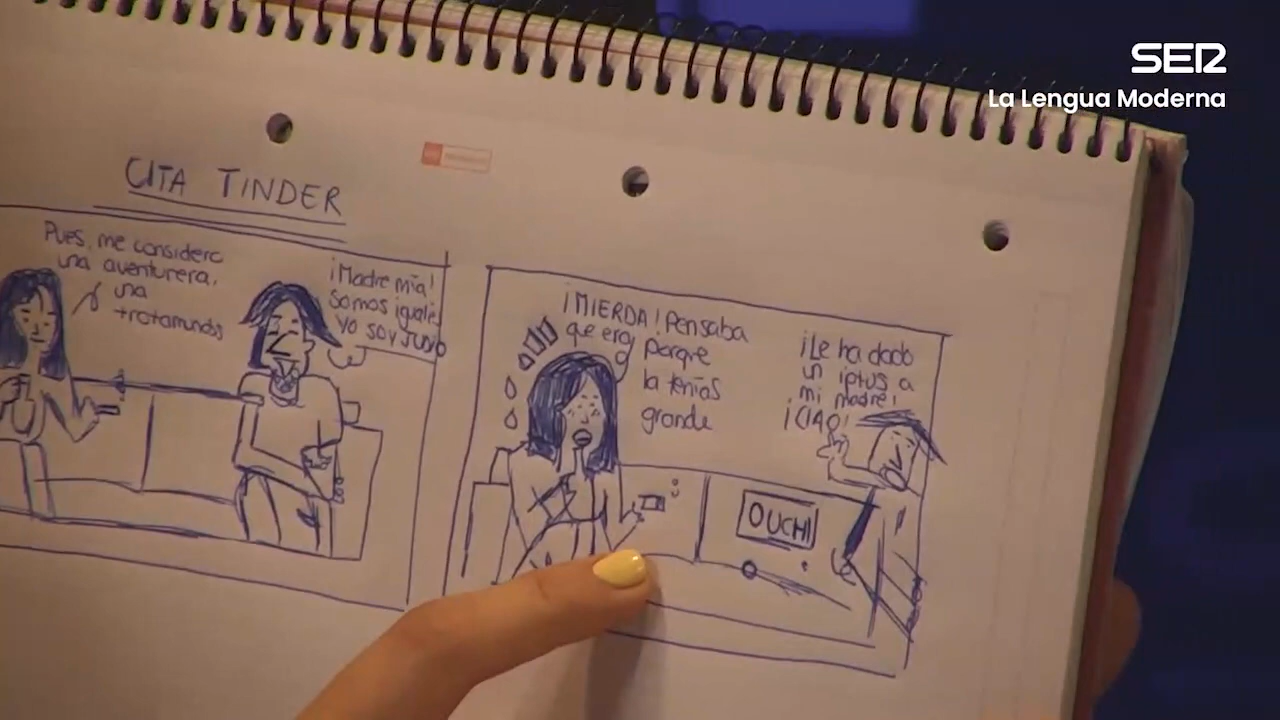 SER
La Lengua Moderna
CITA TINDER
Pues, me considero
una aventurera,
una
trotamundos
¡Madre mía!
Somos iguales
Yo soy
¡MIERDA! Pensaba
que era porque
la tenías
grande
¡Le ha dado
un iptus a
mi madre!
¡CIAO!
OUCH!